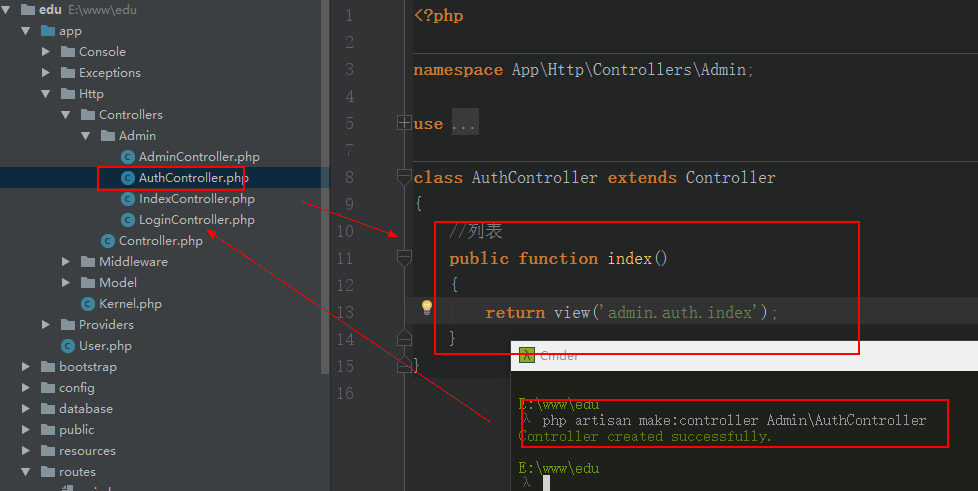 edu E:\www\edu
app
Console
Exceptions
Http
Controllers
Admin
AdminController.php
AuthController.php
IndexController.php
LoginController.php
Controller.php
Middleware
Model
Kernel.php
Providers
User.php
bootstrap
config
database
public
resources
routes
1 <?php
2
3 namespace App\Http\Controllers\Admin;
4
5 use ...
7
8 class AuthController extends Controller
9 {
10 //列表
11 public function index()
12 {
13 return view('admin.auth.index');
14 }
15 }
16
λ Cmder
E:\www\edu
λ php artisan make:controller Admin\AuthController
Controller created successfully.
E:\www\edu
λ